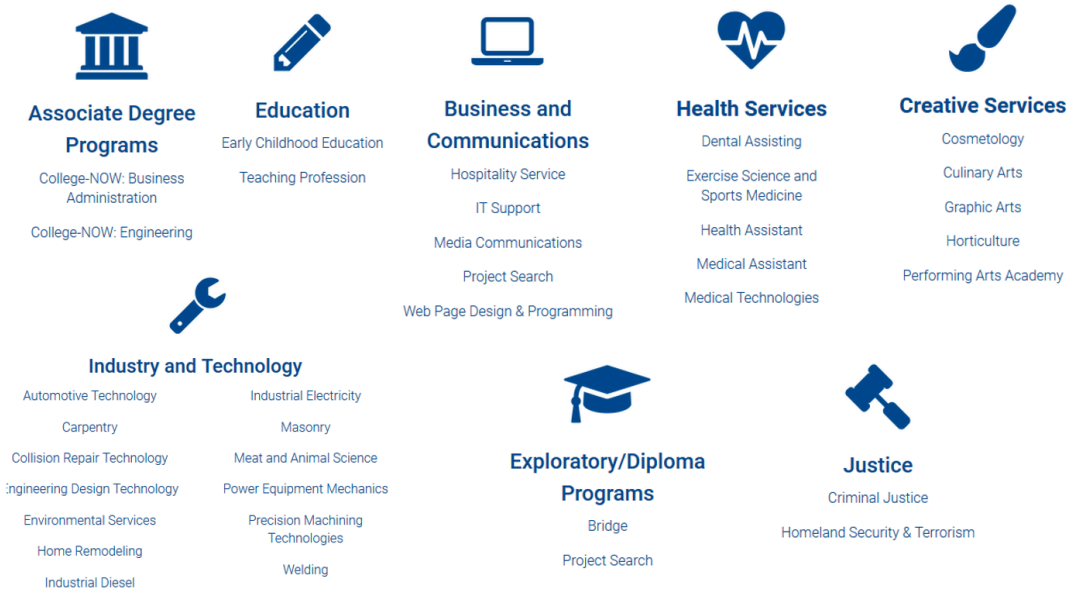 Associate Degree
Programs
College-NOW: Business
Administration
College-NOW: Engineering
Education
Early Childhood Education
Teaching Profession
Business and
Communications
Hospitality Service
IT Support
Media Communications
Project Search
Web Page Design & Programming
Health Services
Dental Assisting
Exercise Science and
Sports Medicine
Health Assistant
Medical Assistant
Medical Technologies
Creative Services
Cosmetology
Culinary Arts
Graphic Arts
Horticulture
Performing Arts Academy
Industry and Technology
Automotive Technology
Carpentry
Collision Repair Technology
Engineering Design Technology
Environmental Services
Home Remodeling
Industrial Diesel
Industrial Electricity
Masonry
Meat and Animal Science
Power Equipment Mechanics
Precision Machining
Technologies
Welding
Exploratory/Diploma
Programs
Bridge
Project Search
Justice
Criminal Justice
Homeland Security & Terrorism